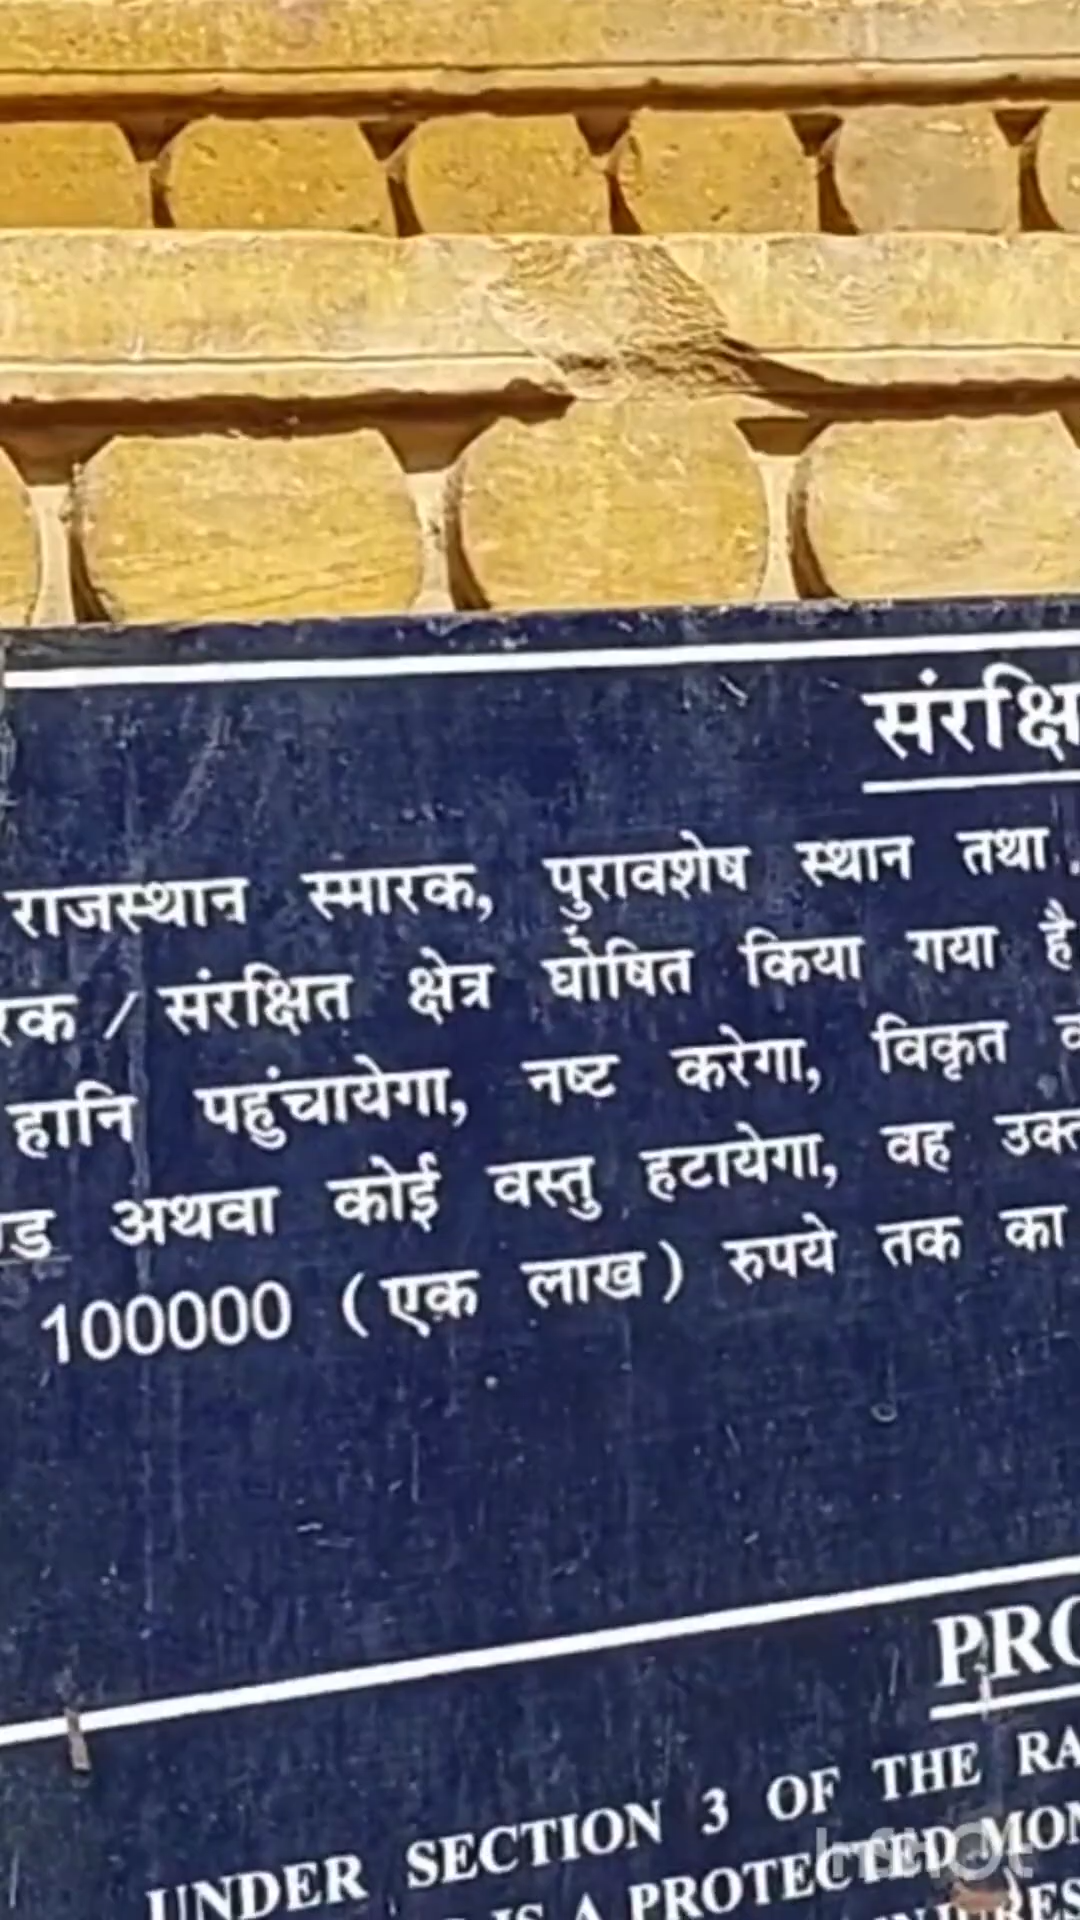 संरक्षि
राजस्थान स्मारक, पुरावशेष स्थान तथा
रक / संरक्षित क्षेत्र घोषित किया गया है
हानि पहुंचायेगा, नष्ट करेगा, विकृत
अथवा कोई वस्तु हटायेगा, वह उक्त
100000 (एक लाख) रुपये तक का
PRO
UNDER SECTION 3 OF THE RA
IS A PROTECTED MON
InShot